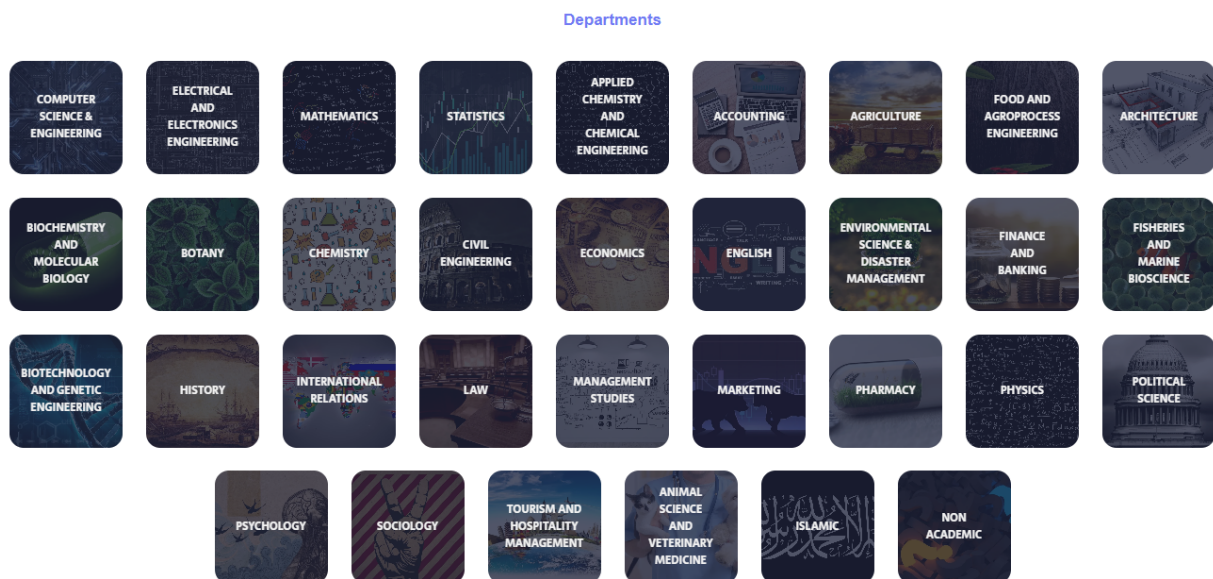 Departments
COMPUTER
SCIENCE &
ENGINEERING
ELECTRICAL
AND
ELECTRONICS
ENGINEERING
MATHEMATICS
STATISTICS
APPLIED
CHEMISTRY
AND
CHEMICAL
ENGINEERING
ACCOUNTING
AGRICULTURE
FOOD AND
AGROPROCESS
ENGINEERING
ARCHITECTURE
BIOCHEMISTRY
AND
MOLECULAR
BIOLOGY
BOTANY
CHEMISTRY
CIVIL
ENGINEERING
ECONOMICS
ENGLISH
ENVIRONMENTAL
SCIENCE &
DISASTER
MANAGEMENT
FINANCE
AND
BANKING
FISHERIES
AND
MARINE
BIOSCIENCE
BIOTECHNOLOGY
AND GENETIC
ENGINEERING
HISTORY
INTERNATIONAL
RELATIONS
LAW
MANAGEMENT
STUDIES
MARKETING
PHARMACY
PHYSICS
POLITICAL
SCIENCE
PSYCHOLOGY
SOCIOLOGY
TOURISM AND
HOSPITALITY
MANAGEMENT
ANIMAL
SCIENCE
AND
VETERINARY
MEDICINE
ISLAMIC
NON
ACADEMIC